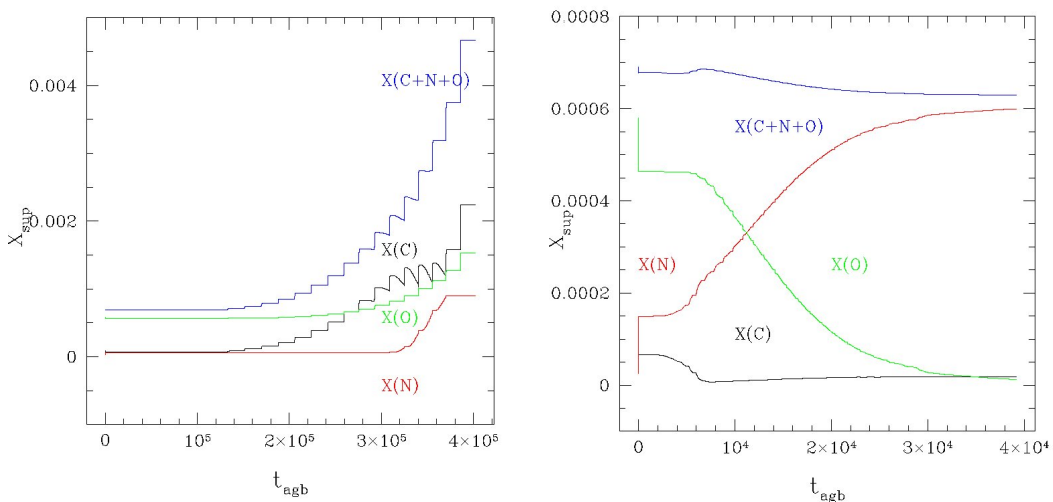 0.004
0.002
0
X_sup
X(C+N+O)
X(C)
X(O)
X(N)
0
10⁵
2×10⁵
3×10⁵
4×10⁵
t_agb
0.0008
0.0006
0.0004
0.0002
0
X_sup
X(C+N+O)
X(N)
X(O)
X(C)
0
10⁴
2×10⁴
3×10⁴
4×10⁴
t_agb